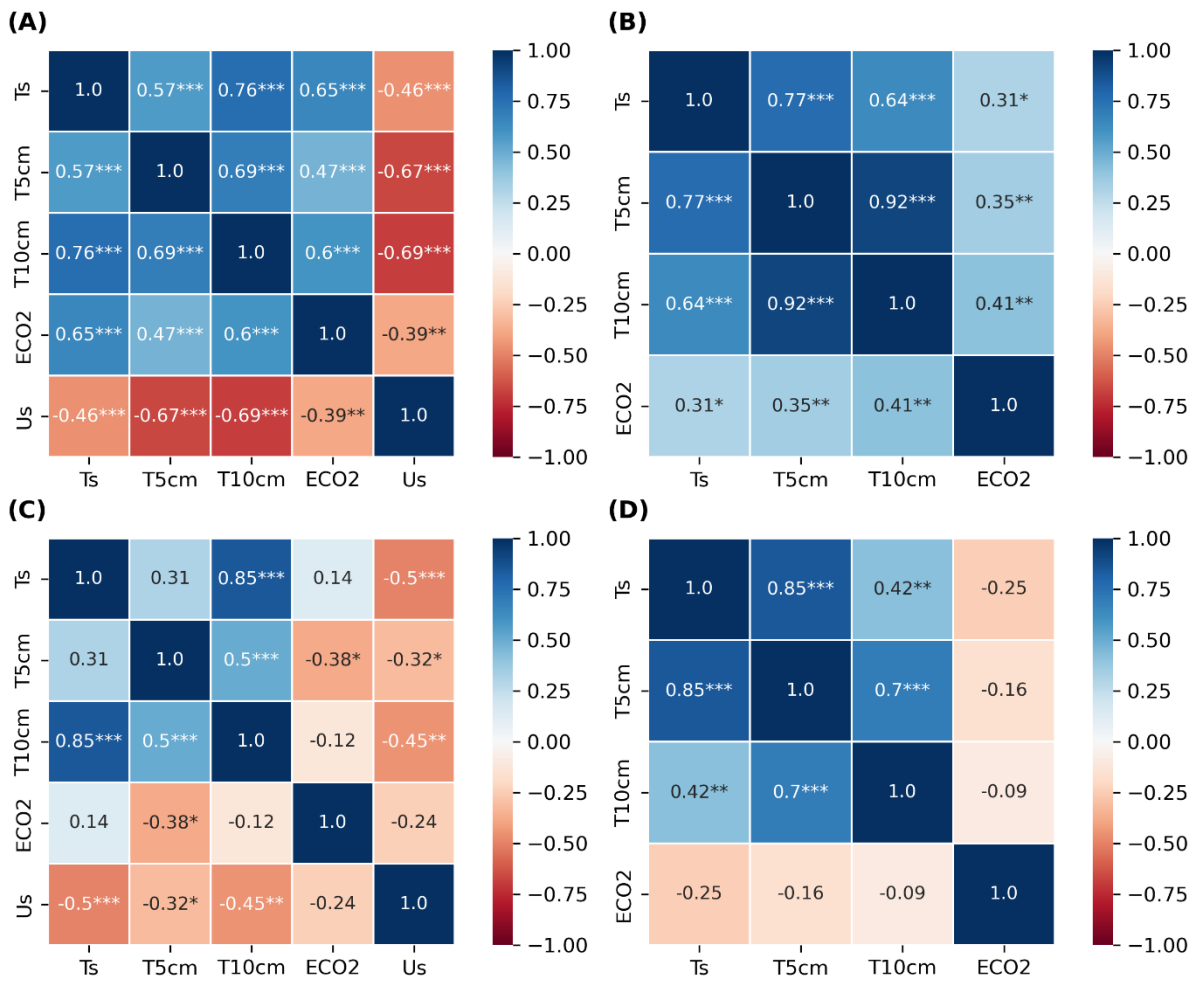 (A)
Ts 1.0 0.57*** 0.76*** 0.65*** -0.46***
T5cm 0.57*** 1.0 0.69*** 0.47*** -0.67***
T10cm 0.76*** 0.69*** 1.0 0.6*** -0.69***
ECO2 0.65*** 0.47*** 0.6*** 1.0 -0.39**
Us -0.46*** -0.67*** -0.69*** -0.39** 1.0
Ts T5cm T10cm ECO2 Us
1.00
0.75
0.50
0.25
0.00
−0.25
−0.50
−0.75
−1.00
(B)
Ts 1.0 0.77*** 0.64*** 0.31*
T5cm 0.77*** 1.0 0.92*** 0.35**
T10cm 0.64*** 0.92*** 1.0 0.41**
ECO2 0.31* 0.35** 0.41** 1.0
Ts T5cm T10cm ECO2
1.00
0.75
0.50
0.25
0.00
−0.25
−0.50
−0.75
−1.00
(C)
Ts 1.0 0.31 0.85*** 0.14 -0.5***
T5cm 0.31 1.0 0.5*** -0.38* -0.32*
T10cm 0.85*** 0.5*** 1.0 -0.12 -0.45**
ECO2 0.14 -0.38* -0.12 1.0 -0.24
Us -0.5*** -0.32* -0.45** -0.24 1.0
Ts T5cm T10cm ECO2 Us
1.00
0.75
0.50
0.25
0.00
−0.25
−0.50
−0.75
−1.00
(D)
Ts 1.0 0.85*** 0.42** -0.25
T5cm 0.85*** 1.0 0.7*** -0.16
T10cm 0.42** 0.7*** 1.0 -0.09
ECO2 -0.25 -0.16 -0.09 1.0
Ts T5cm T10cm ECO2
1.00
0.75
0.50
0.25
0.00
−0.25
−0.50
−0.75
−1.00